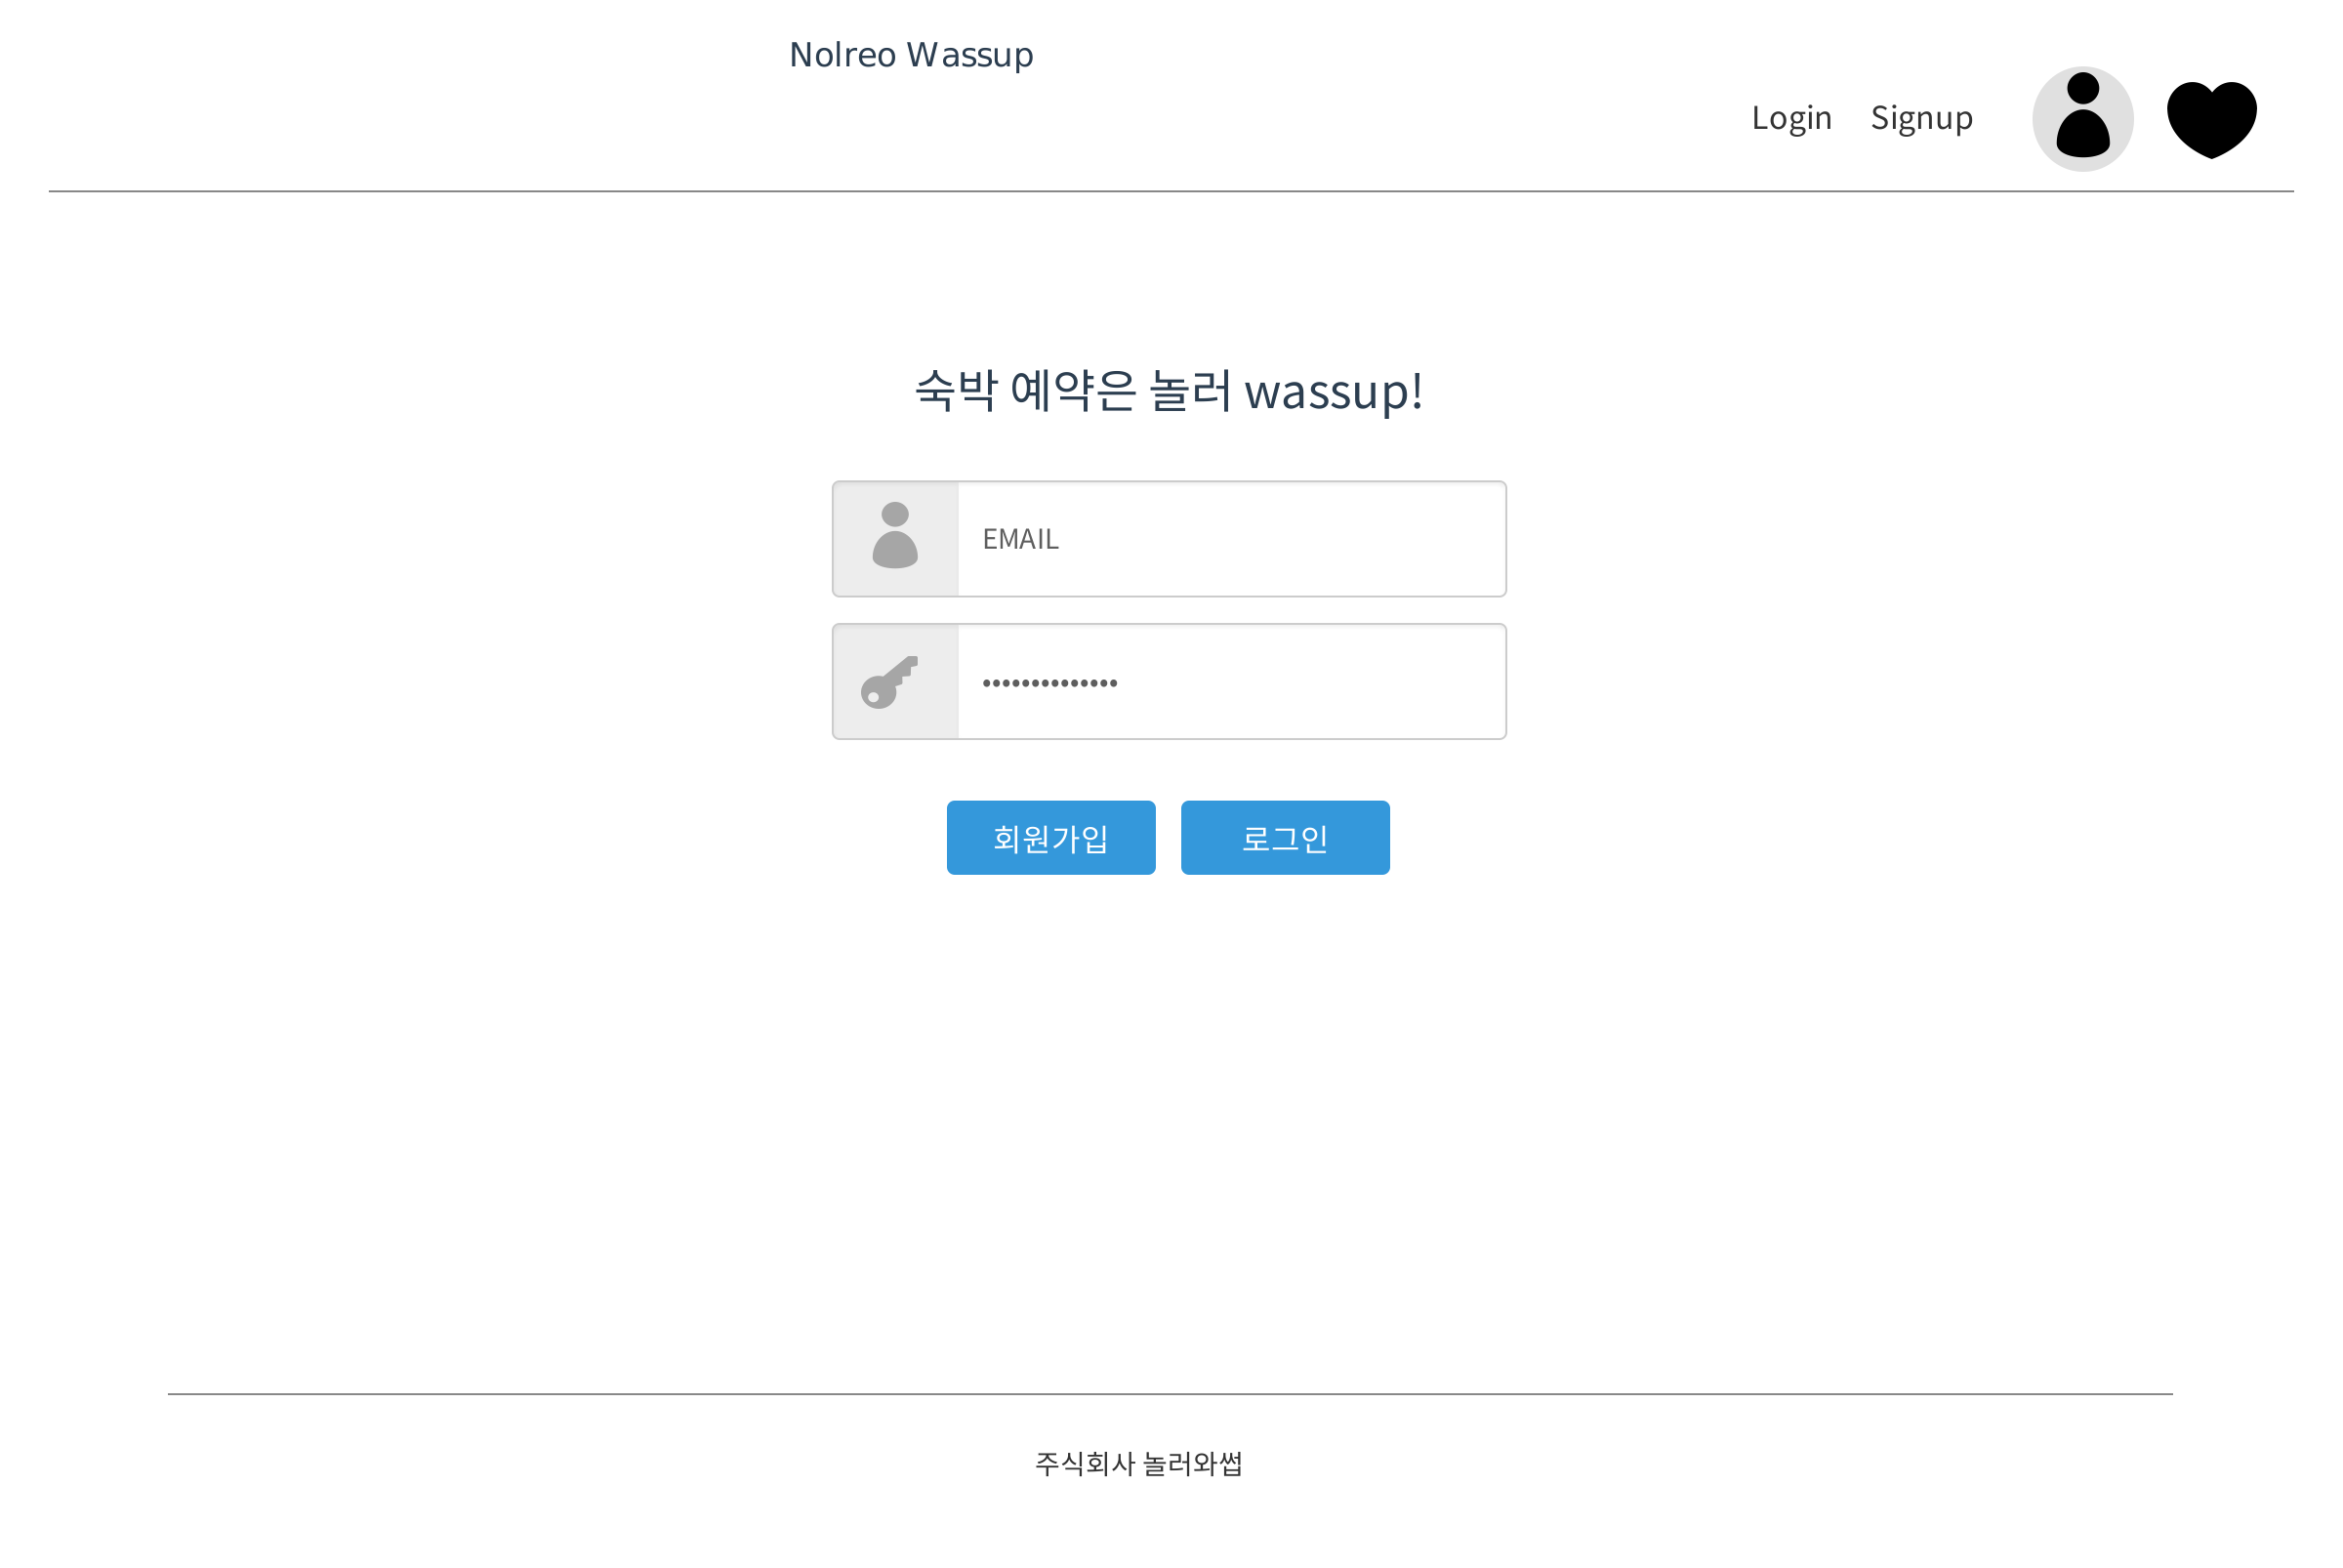 Nolreo Wassup
Login Signup
숙박 예약은 놀러 wassup!
EMAIL
••••••••••••••
회원가입 로그인
주식회사 놀러와씹